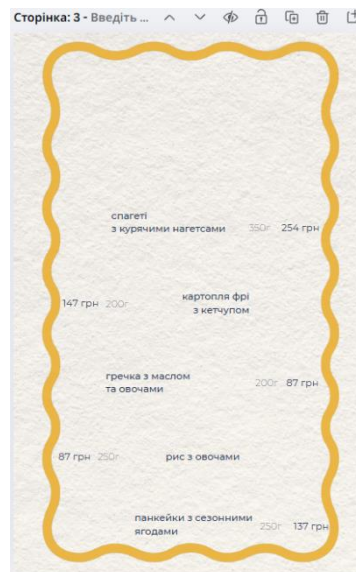 Сторінка: 3 - Введіть ...
спагеті
з курячими нагетсами 350г 254 грн
147 грн 200г картопля фрі
з кетчупом
гречка з маслом
та овочами 200г 87 грн
87 грн 250г рис з овочами
панкейки з сезонними
ягодами 250г 137 грн